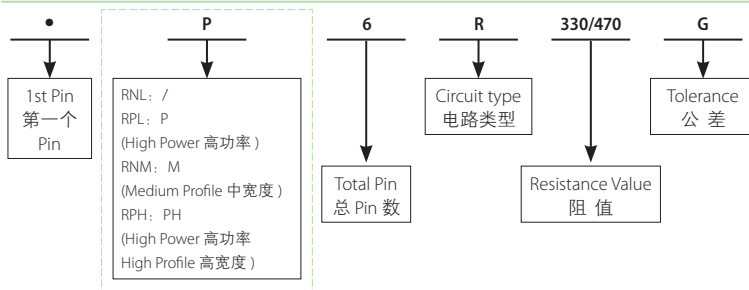 • P 6 R 330/470 G
1st Pin
第一个
Pin
RNL：/
RPL：P
(High Power 高功率 )
RNM：M
(Medium Profile 中宽度 )
RPH：PH
(High Power 高功率
High Profile 高宽度 )
Total Pin
总 Pin 数
Circuit type
电路类型
Resistance Value
阻 值
Tolerance
公 差